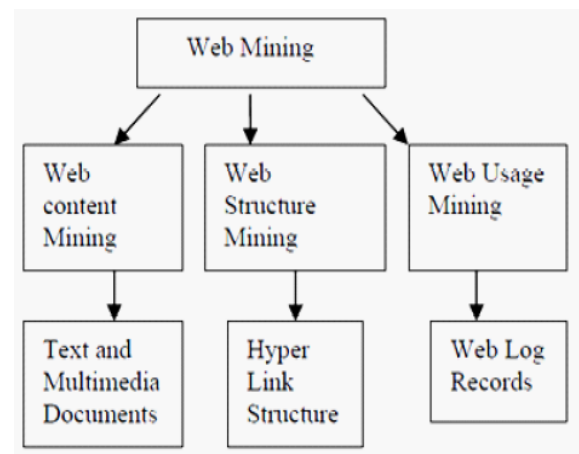 Web Mining
Web
content
Mining
Web
Structure
Mining
Web Usage
Mining
Text and
Multimedia
Documents
Hyper
Link
Structure
Web Log
Records